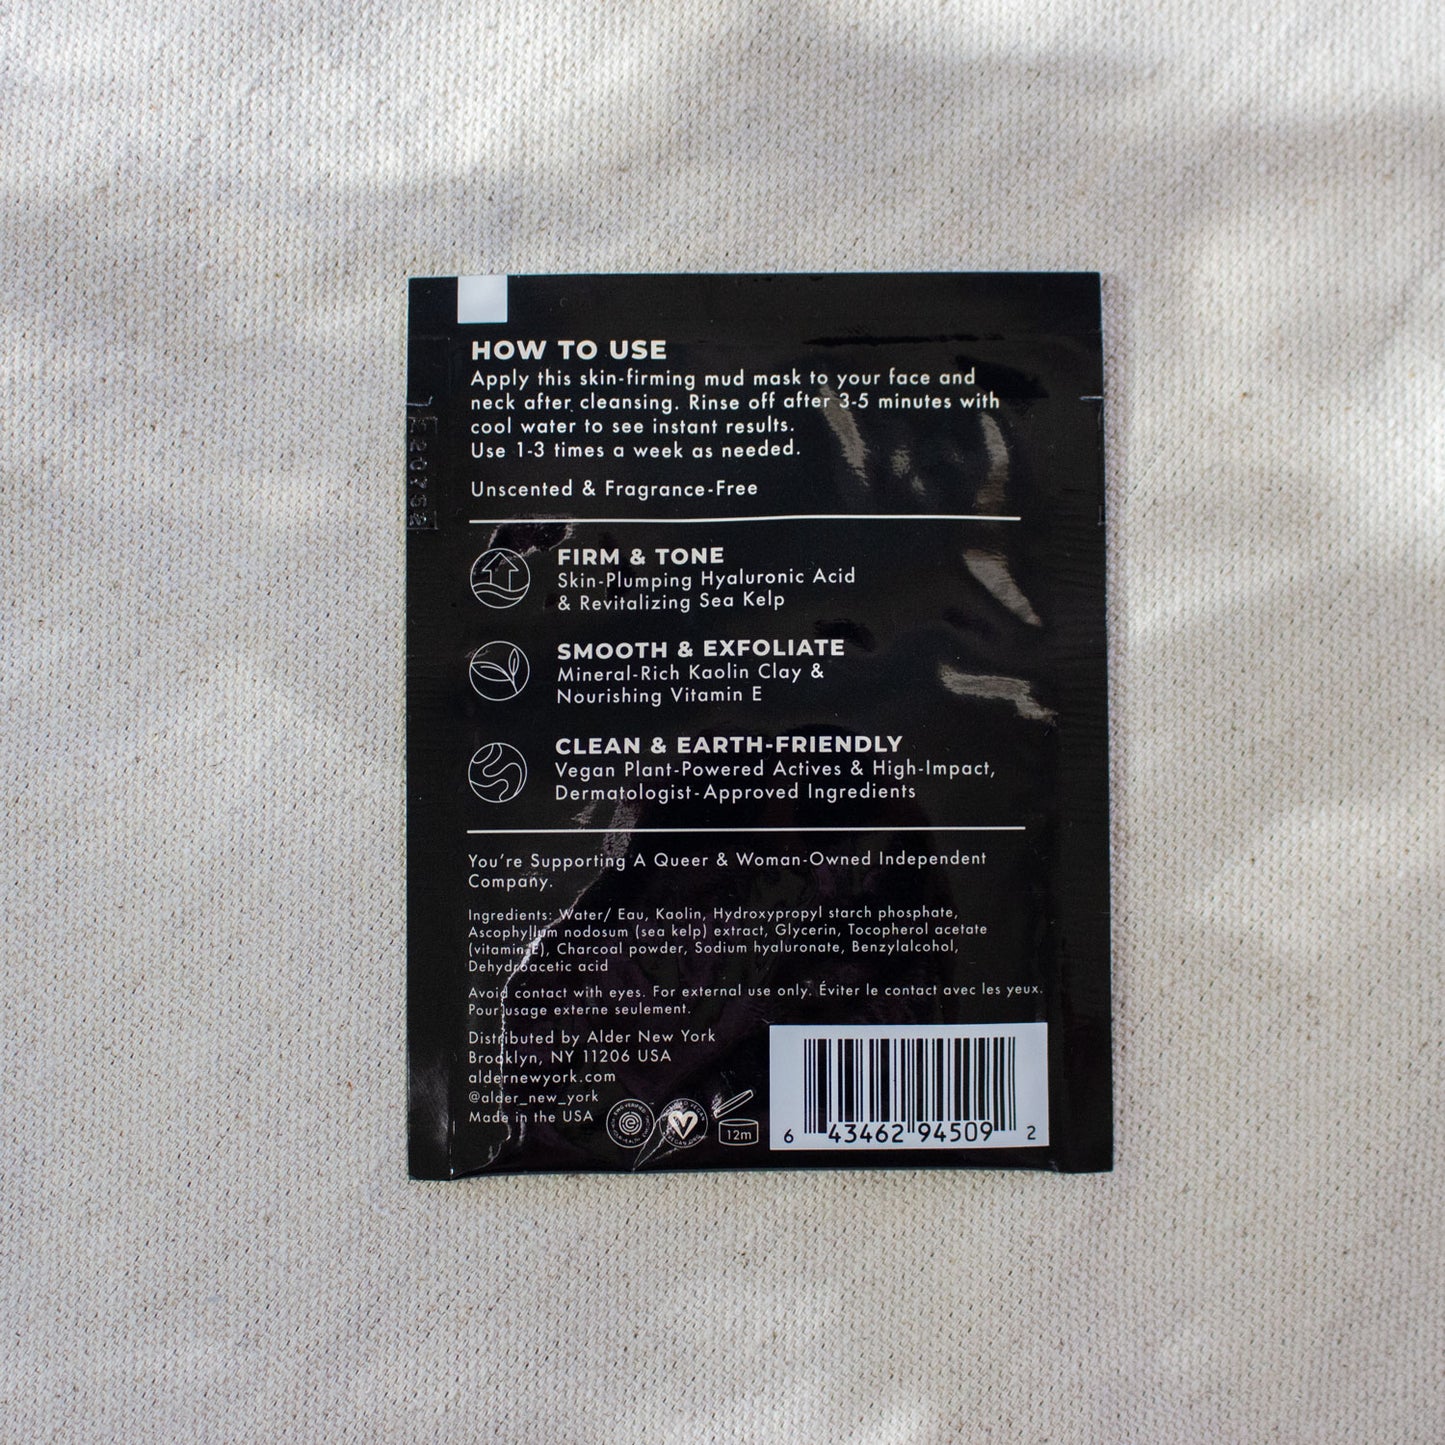 HOW TO USE
Apply this skin-firming mud mask to your face and
neck after cleansing. Rinse off after 3-5 minutes with
cool water to see instant results.
Use 1-3 times a week as needed.
Unscented & Fragrance-Free
FIRM & TONE
Skin-Plumping Hyaluronic Acid
& Revitalizing Sea Kelp
SMOOTH & EXFOLIATE
Mineral-Rich Kaolin Clay &
Nourishing Vitamin E
CLEAN & EARTH-FRIENDLY
Vegan Plant-Powered Actives & High-Impact,
Dermatologist-Approved Ingredients
You're Supporting A Queer & Woman-Owned Independent
Company.
Ingredients: Water/ Eau, Kaolin, Hydroxypropyl starch phosphate,
Ascophyllum nodosum (sea kelp) extract, Glycerin, Tocopherol acetate
(vitamin E), Charcoal powder, Sodium hyaluronate, Benzylalcohol,
Dehydroacetic acid
Avoid contact with eyes. For external use only. Éviter le contact avec les yeux.
Pour usage externe seulement.
Distributed by Alder New York
Brooklyn, NY 11206 USA
aldernewyork.com
@alder_new_york
Made in the USA
12m
6 43462 94509 2